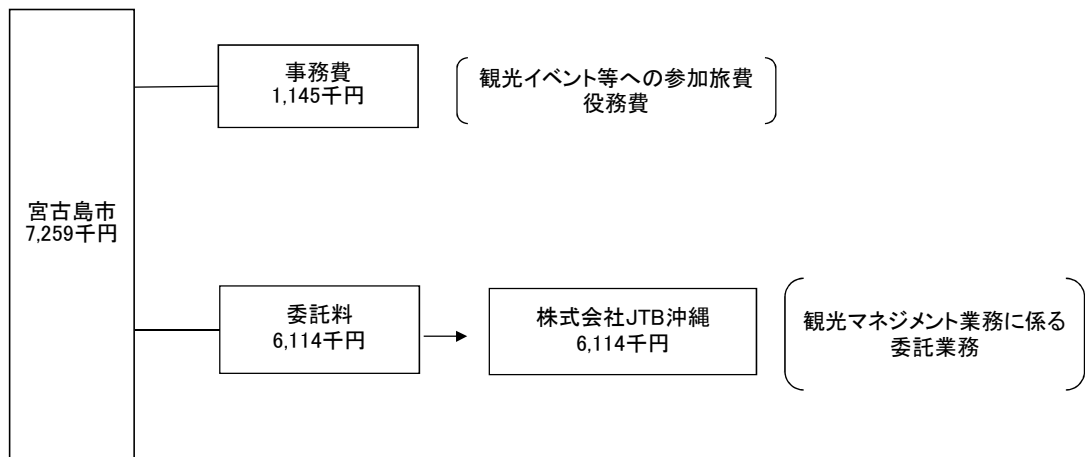 宮古島市
7,259千円
事務費
1,145千円
観光イベント等への参加旅費
役務費
委託料
6,114千円
株式会社JTB沖縄
6,114千円
観光マネジメント業務に係る
委託業務